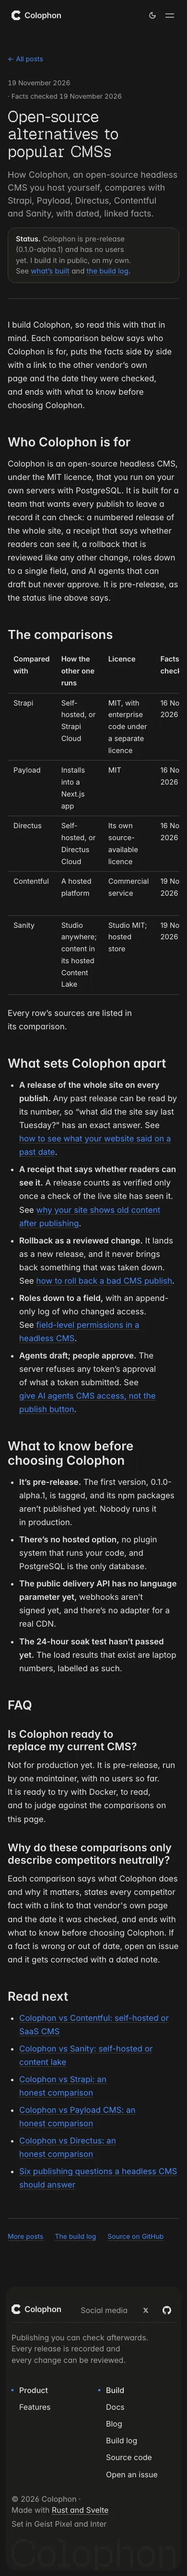 Colophon
← All posts
19 November 2026
· Facts checked 19 November 2026
Open-source
alternatives to
popular CMSs
How Colophon, an open-source headless
CMS you host yourself, compares with
Strapi, Payload, Directus, Contentful
and Sanity, with dated, linked facts.
Status. Colophon is pre-release
(0.1.0-alpha.1) and has no users
yet. I build it in public, on my own.
See what's built and the build log.
I build Colophon, so read this with that in
mind. Each comparison below says what
Colophon is for, puts the facts side by side
with a link to the other vendor's own
page and the date they were checked,
and ends with what to know before
choosing Colophon.
Who Colophon is for
Colophon is an open-source headless CMS,
under the MIT licence, that you run on your
own servers with PostgreSQL. It is built for a
team that wants every publish to leave a
record it can check: a numbered release of
the whole site, a receipt that says whether
readers can see it, a rollback that is
reviewed like any other change, roles down
to a single field, and AI agents that can
draft but never approve. It is pre-release, as
the status line above says.
The comparisons
Compared with
How the other one runs
Licence
Facts
Strapi
Self-hosted, or Strapi Cloud
MIT, with enterprise code under a separate licence
2026
Payload
Installs into a Next.js app
MIT
2026
Directus
Self-hosted, or Directus Cloud
Its own source-available licence
2026
Contentful
A hosted platform
Commercial service
2026
Sanity
Studio anywhere; content in its hosted Content Lake
Studio MIT; hosted store
2026
Every row's sources are listed in
its comparison.
What sets Colophon apart
• A release of the whole site on every
publish. Any past release can be read by
its number, so “what did the site say last
Tuesday?” has an exact answer. See
how to see what your website said on a
past date.
• A receipt that says whether readers can
see it. A release counts as verified only
once a check of the live site has seen it.
See why your site shows old content
after publishing.
• Rollback as a reviewed change. It lands
as a new release, and it never brings
back something that was taken down.
See how to roll back a bad CMS publish.
• Roles down to a field, with an append-
only log of who changed access.
See field-level permissions in a
headless CMS.
• Agents draft; people approve. The
server refuses any token's approval
of what a token submitted. See
give AI agents CMS access, not the
publish button.
What to know before
choosing Colophon
• It's pre-release. The first version, 0.1.0-
alpha.1, is tagged, and its npm packages
aren't published yet. Nobody runs it
in production.
• There's no hosted option, no plugin
system that runs your code, and
PostgreSQL is the only database.
• The public delivery API has no language
parameter yet, webhooks aren't
signed yet, and there's no adapter for a
real CDN.
• The 24-hour soak test hasn't passed
yet. The load results that exist are laptop
numbers, labelled as such.
FAQ
Is Colophon ready to
replace my current CMS?
Not for production yet. It is pre-release, run
by one maintainer, with no users so far.
It is ready to try with Docker, to read,
and to judge against the comparisons on
this page.
Why do these comparisons only
describe competitors neutrally?
Each comparison says what Colophon does
and why it matters, states every competitor
fact with a link to that vendor's own page
and the date it was checked, and ends with
what to know before choosing Colophon. If
a fact is wrong or out of date, open an issue
and it gets corrected with a dated note.
Read next
• Colophon vs Contentful: self-hosted or
SaaS CMS
• Colophon vs Sanity: self-hosted or
content lake
• Colophon vs Strapi: an
honest comparison
• Colophon vs Payload CMS: an
honest comparison
• Colophon vs Directus: an
honest comparison
• Six publishing questions a headless CMS
should answer
More posts The build log Source on GitHub
Colophon Social media
Publishing you can check afterwards.
Every release is recorded and
every change can be reviewed.
Product
Features
Build
Docs
Blog
Build log
Source code
Open an issue
© 2026 Colophon ·
Made with Rust and Svelte
Set in Geist Pixel and Inter
Colophon